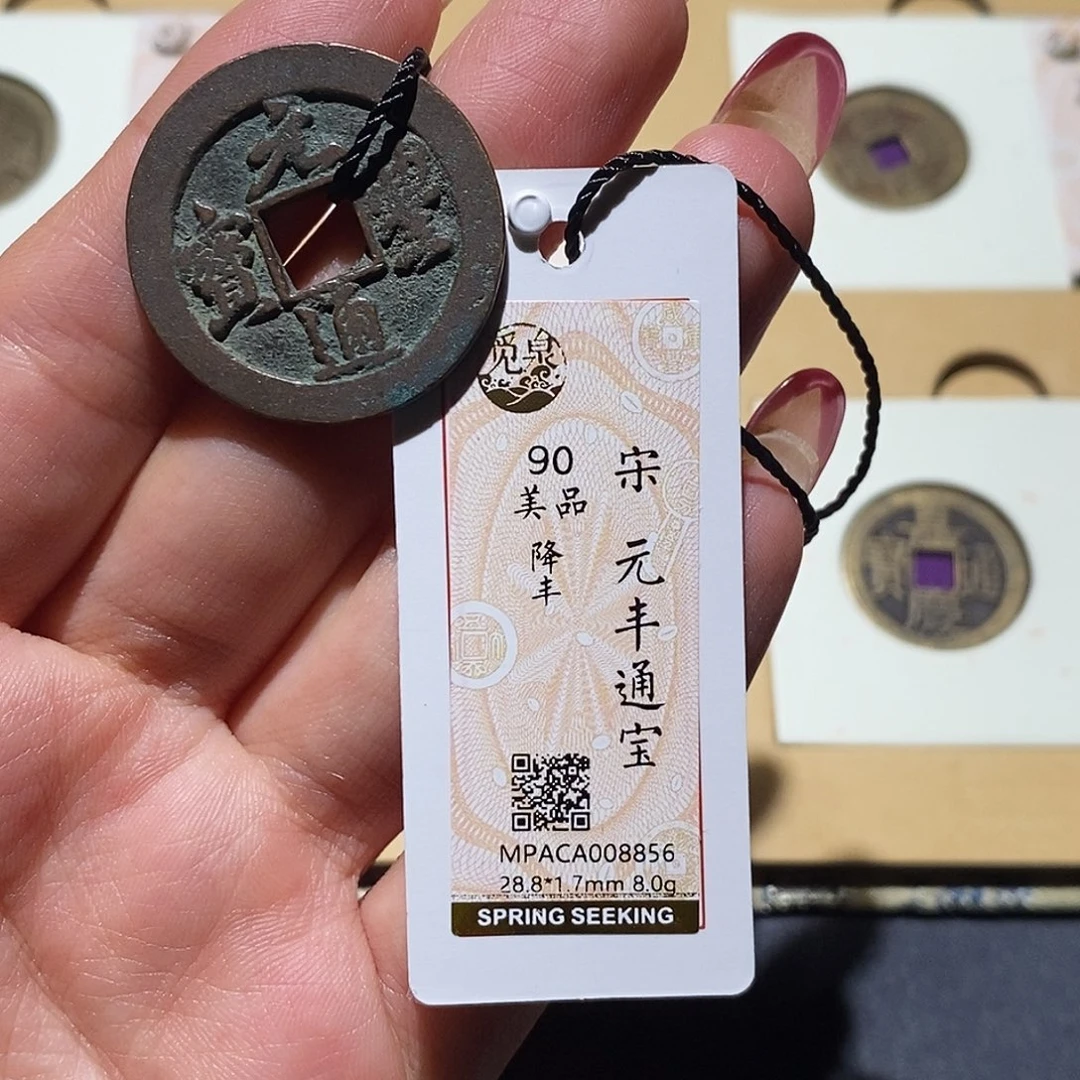 元豐通寳
觅泉
90
美品
降
丰
宋元丰通宝
MPACA008856
28.8*1.7mm 8.0g
SPRING SEEKING